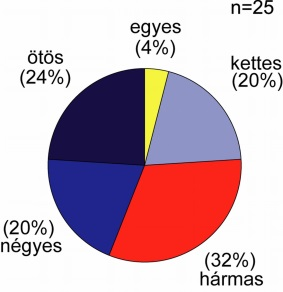 n=25
egyes
(4%)
kettes
(20%)
ötös
(24%)
(20%)
négyes
(32%)
hármas